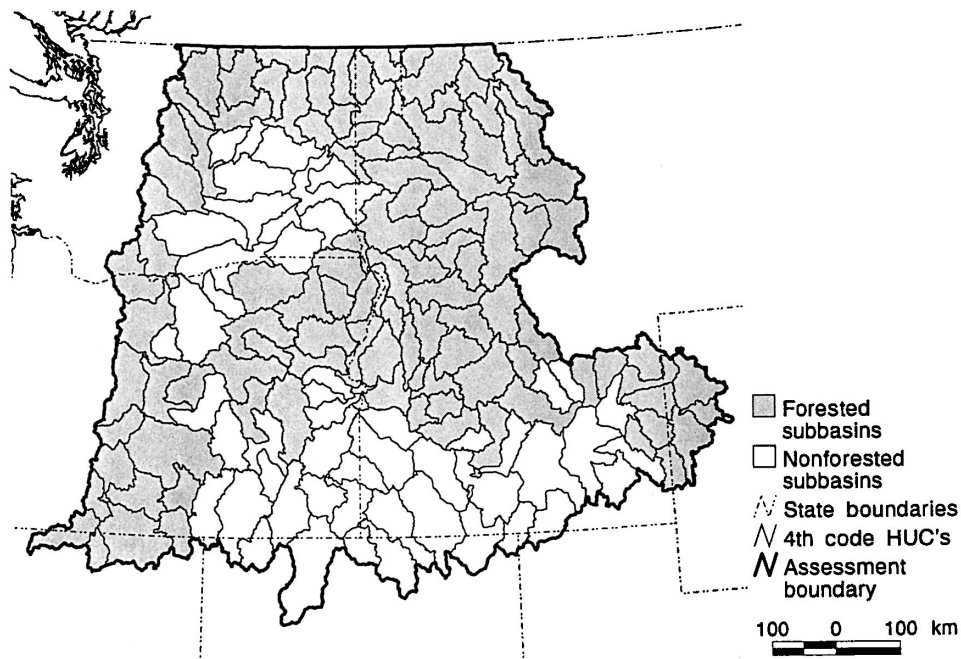 Forested
subbasins
Nonforested
subbasins
State boundaries
4th code HUC's
Assessment
boundary
100 0 100 km